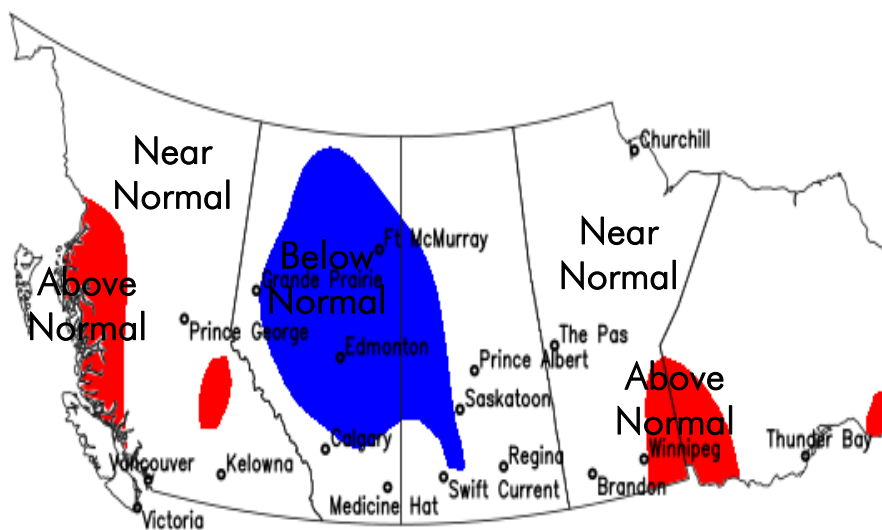 Churchill
Near
Normal
Near
Normal
Ft McMurray
Below
Normal
Grande Prairie
Above
Normal
Prince George
The Pas
Edmonton
Prince Albert
Above
Normal
Saskatoon
Calgary
Winnipeg
Thunder Bay
Vancouver
Kelowna
Regina
Swift Current
Brandon
Medicine Hat
Victoria